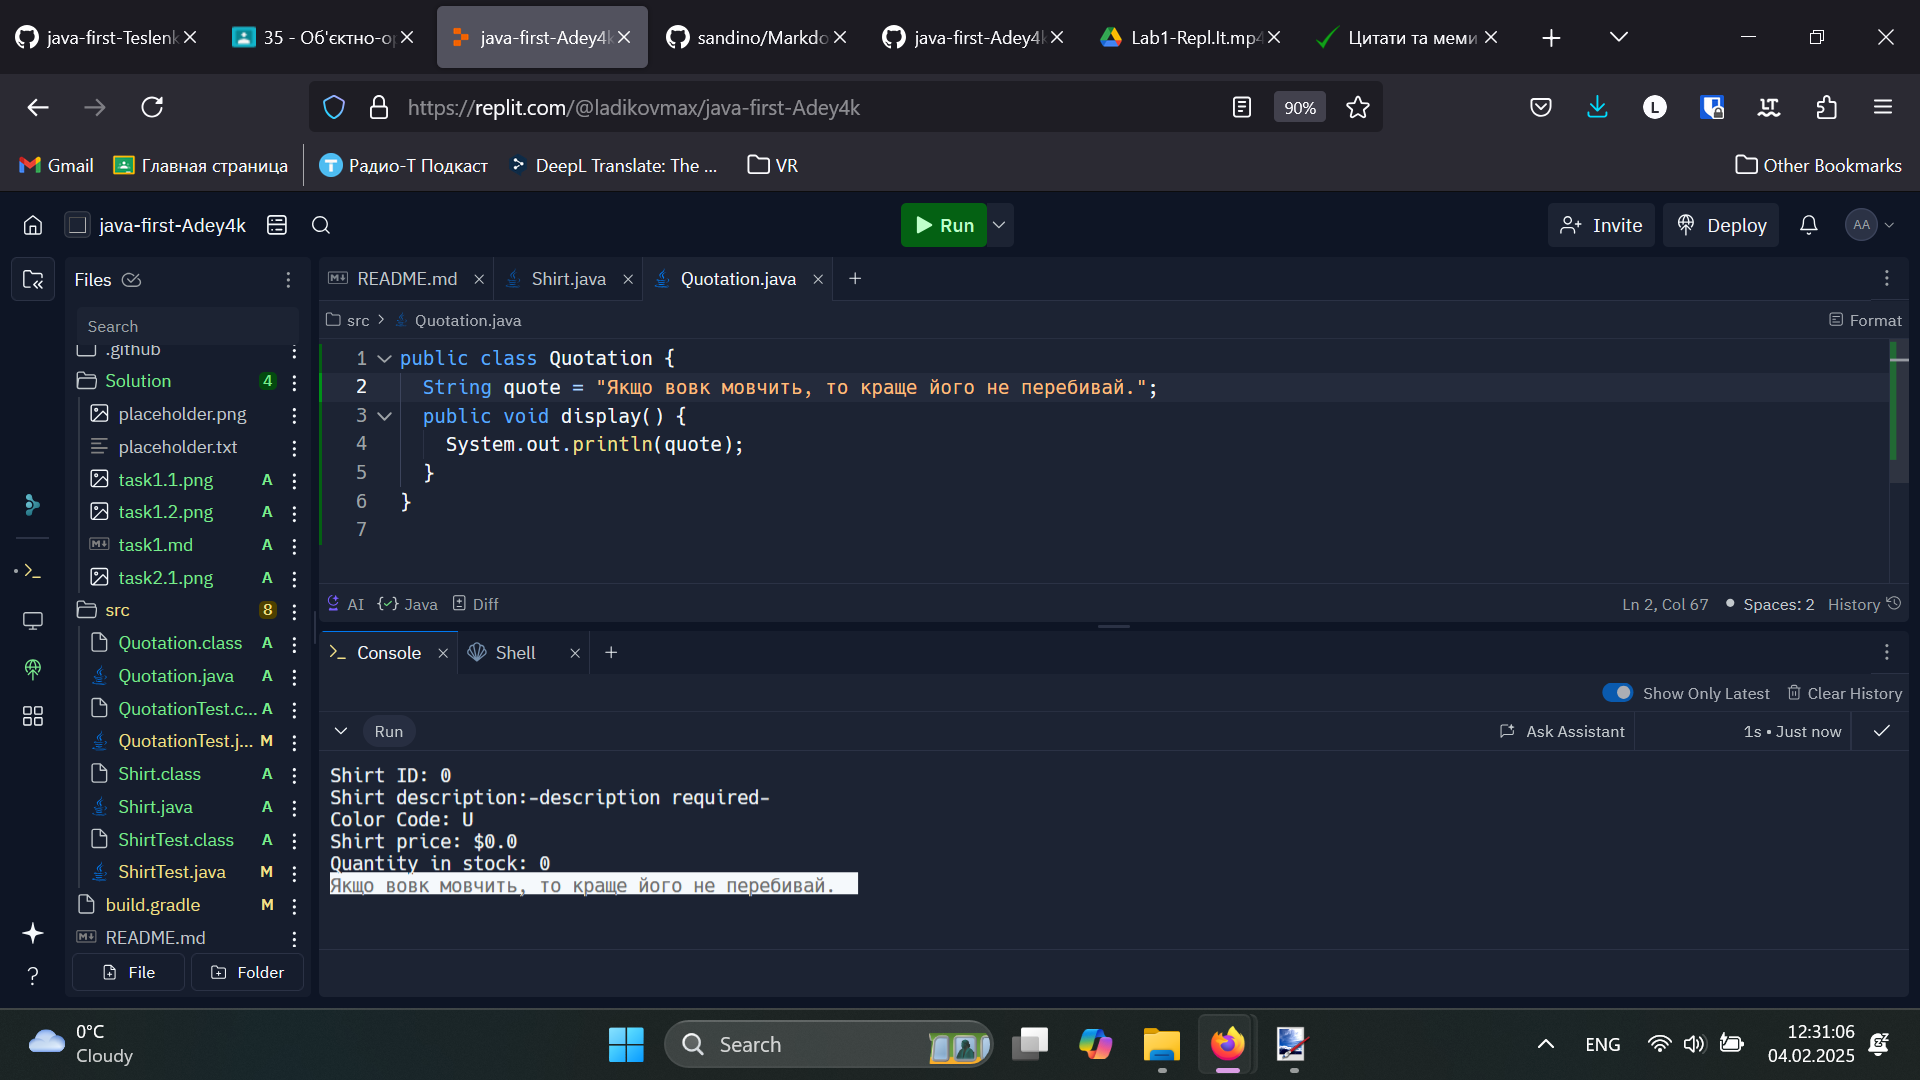 java-first-Teslenk
35 - Об'єктно-ор
java-first-Adey4k
sandino/Markdo
java-first-Adey4k
Lab1-Repl.It.mp4
Цитати та меми
https://replit.com/@ladikovmax/java-first-Adey4k
90%
L
LT
Gmail
Главная страница
Радио-Т Подкаст
DeepL Translate: The ...
VR
Other Bookmarks
java-first-Adey4k
Run
Invite
Deploy
AA
Files
README.md
Shirt.java
Quotation.java
Search
src
Quotation.java
Format
.github
Solution 4
placeholder.png
placeholder.txt
task1.1.png A
task1.2.png A
task1.md A
task2.1.png A
src 8
Quotation.class A
Quotation.java A
QuotationTest.c... A
QuotationTest.j... M
Shirt.class A
Shirt.java A
ShirtTest.class A
ShirtTest.java M
build.gradle M
README.md
File
Folder
1 public class Quotation {
2 String quote = "Якщо вовк мовчить, то краще його не перебивай.";
3 public void display() {
4 System.out.println(quote);
5 }
6 }
7
AI
Java
Diff
Ln 2, Col 67
Spaces: 2
History
Console
Shell
Show Only Latest
Clear History
Run
Ask Assistant
1s • Just now
Shirt ID: 0
Shirt description:-description required-
Color Code: U
Shirt price: $0.0
Quantity in stock: 0
Якщо вовк мовчить, то краще його не перебивай.
0°C
Cloudy
Search
ENG
12:31:06
04.02.2025